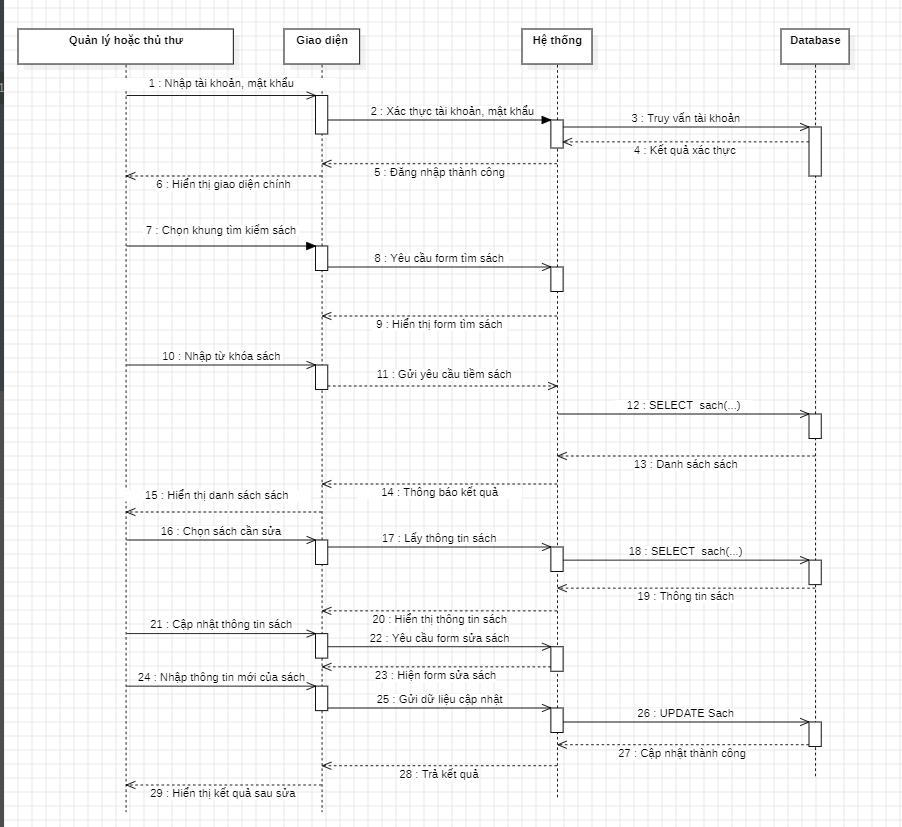 Quản lý hoặc thủ thư
Giao diện
Hệ thống
Database
1 : Nhập tài khoản, mật khẩu
2 : Xác thực tài khoản, mật khẩu
3 : Truy vấn tài khoản
4 : Kết quả xác thực
5 : Đăng nhập thành công
6 : Hiển thị giao diện chính
7 : Chọn khung tìm kiếm sách
8 : Yêu cầu form tìm sách
9 : Hiển thị form tìm sách
10 : Nhập từ khóa sách
11 : Gửi yêu cầu tiềm sách
12 : SELECT sach(...)
13 : Danh sách sách
14 : Thông báo kết quả
15 : Hiển thị danh sách sách
16 : Chọn sách cần sửa
17 : Lấy thông tin sách
18 : SELECT sach(...)
19 : Thông tin sách
20 : Hiển thị thông tin sách
21 : Cập nhật thông tin sách
22 : Yêu cầu form sửa sách
23 : Hiện form sửa sách
24 : Nhập thông tin mới của sách
25 : Gửi dữ liệu cập nhật
26 : UPDATE Sach
27 : Cập nhật thành công
28 : Trả kết quả
29 : Hiển thị kết quả sau sửa